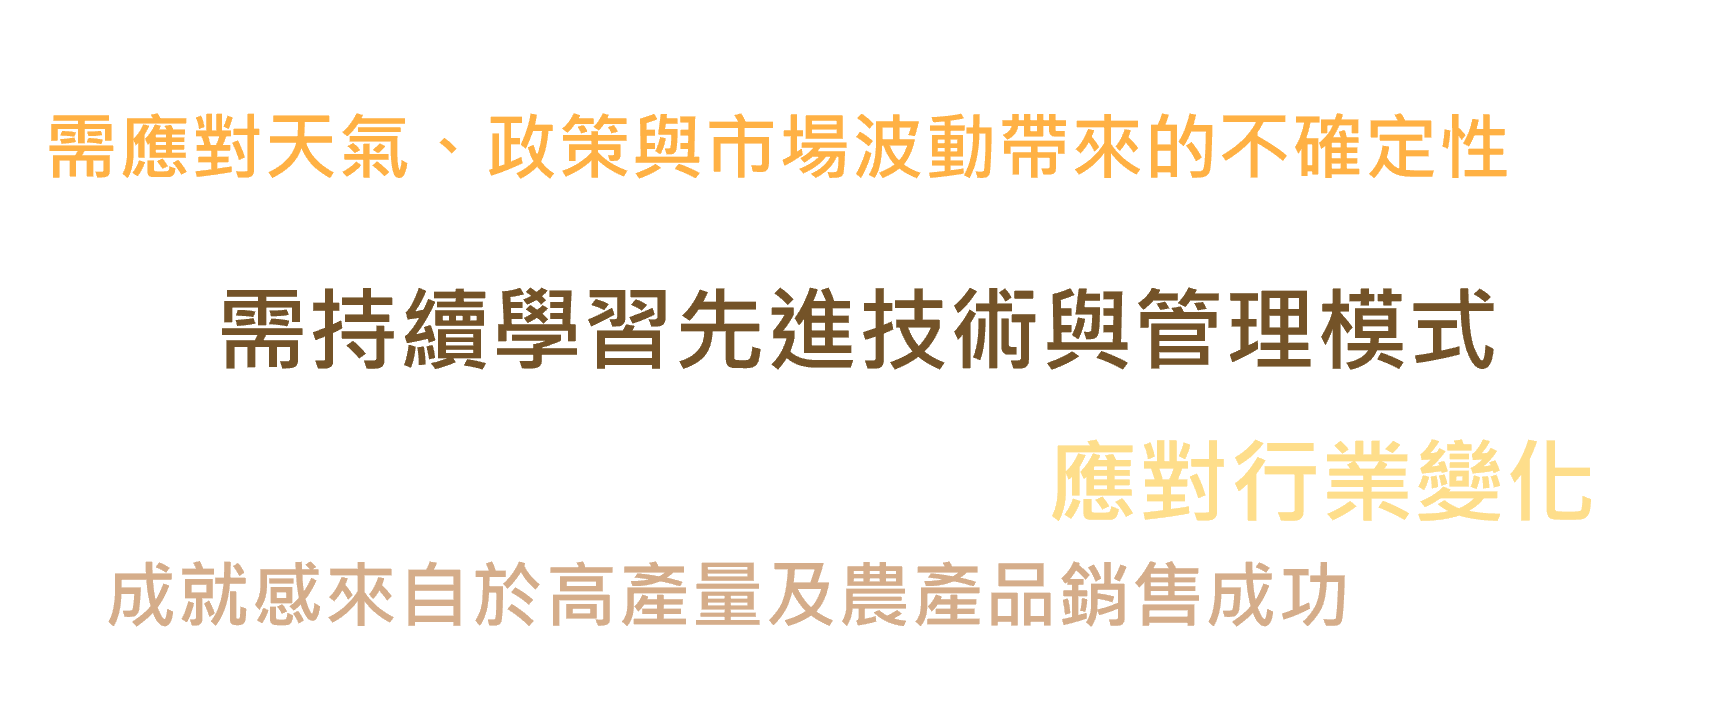 需應對天氣、政策與市場波動帶來的不確定性
需持續學習先進技術與管理模式
應對行業變化
成就感來自於高產量及農產品銷售成功